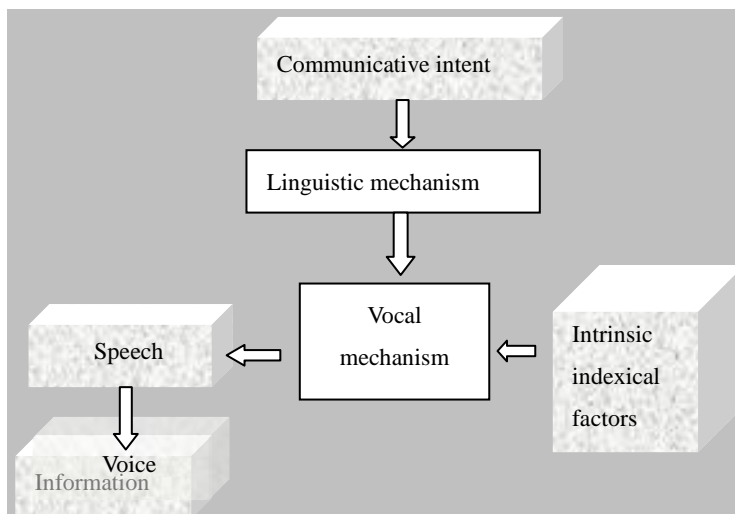 Communicative intent
Linguistic mechanism
Vocal
mechanism
Intrinsic
indexical
factors
Speech
Voice
Information